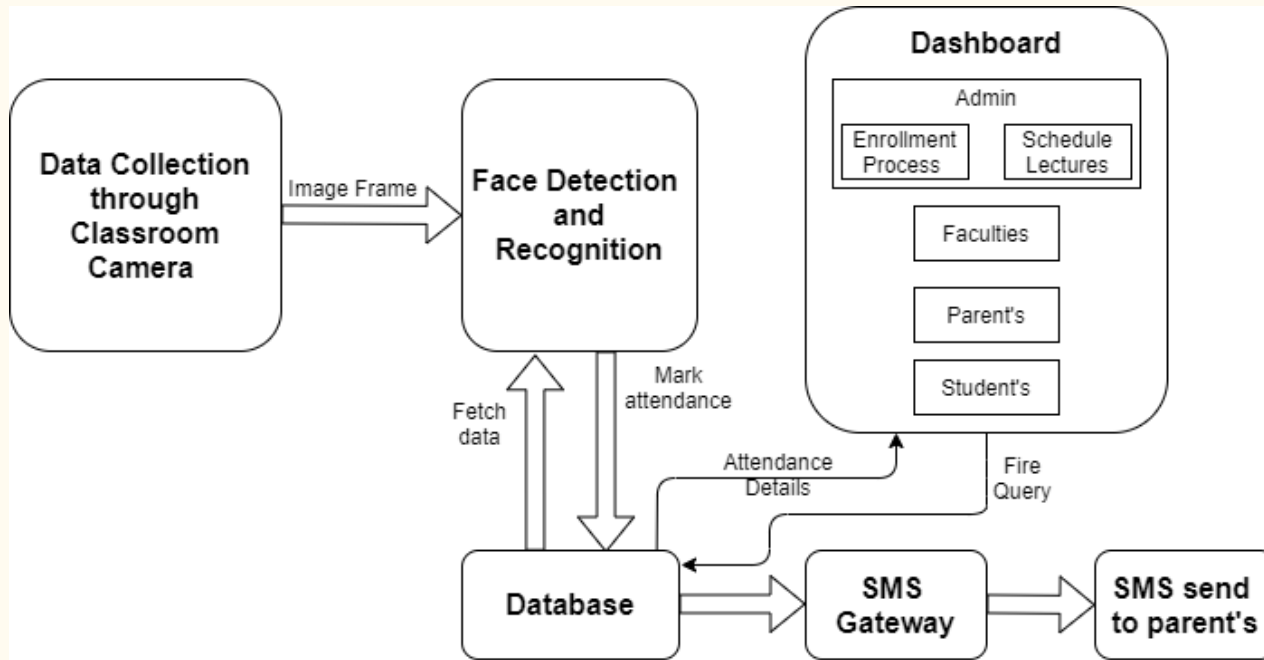 Data Collection
through
Classroom
Camera
Image Frame
Face Detection
and
Recognition
Dashboard
Admin
Enrollment
Process
Schedule
Lectures
Faculties
Parent's
Student's
Fetch
data
Mark
attendance
Attendance
Details
Fire
Query
Database
SMS
Gateway
SMS send
to parent's